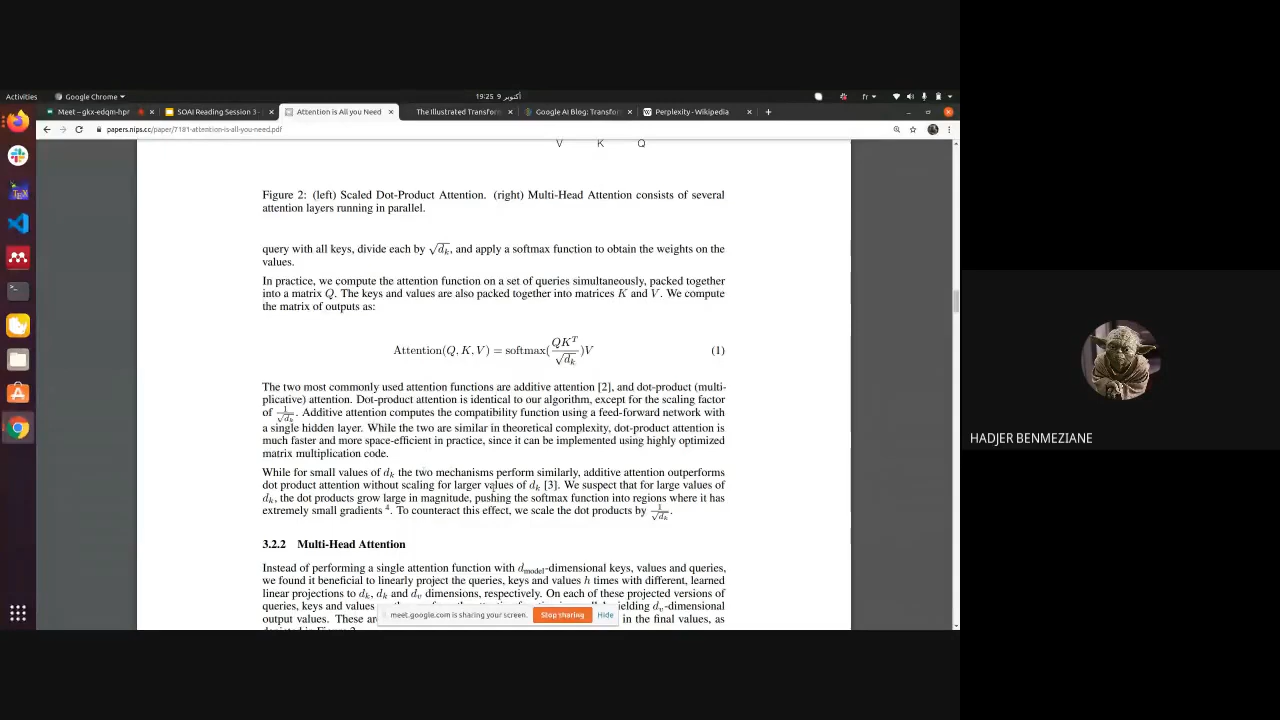 Activities
Google Chrome
19:25 9 أكتوبر
fr
Meet – gkx-edqm-hpr
SOAI Reading Session 3-
Attention is All you Need
The Illustrated Transform
Google AI Blog: Transfor
Perplexity - Wikipedia
papers.nips.cc/paper/7181-attention-is-all-you-need.pdf
V K Q
Figure 2: (left) Scaled Dot-Product Attention. (right) Multi-Head Attention consists of several
attention layers running in parallel.
query with all keys, divide each by √dk, and apply a softmax function to obtain the weights on the
values.
In practice, we compute the attention function on a set of queries simultaneously, packed together
into a matrix Q. The keys and values are also packed together into matrices K and V. We compute
the matrix of outputs as:
Attention(Q, K, V) = softmax(QK^T/√dk)V (1)
The two most commonly used attention functions are additive attention [2], and dot-product (multi-
plicative) attention. Dot-product attention is identical to our algorithm, except for the scaling factor
of 1/√dk. Additive attention computes the compatibility function using a feed-forward network with
a single hidden layer. While the two are similar in theoretical complexity, dot-product attention is
much faster and more space-efficient in practice, since it can be implemented using highly optimized
matrix multiplication code.
While for small values of dk the two mechanisms perform similarly, additive attention outperforms
dot product attention without scaling for larger values of dk [3]. We suspect that for large values of
dk, the dot products grow large in magnitude, pushing the softmax function into regions where it has
extremely small gradients 4. To counteract this effect, we scale the dot products by 1/√dk.
3.2.2 Multi-Head Attention
Instead of performing a single attention function with dmodel-dimensional keys, values and queries,
we found it beneficial to linearly project the queries, keys and values h times with different, learned
linear projections to dk, dk and dv dimensions, respectively. On each of these projected versions of
queries, keys and values yielding dv-dimensional
output values. These are in the final values, as
meet.google.com is sharing your screen. Stop sharing Hide
HADJER BENMEZIANE